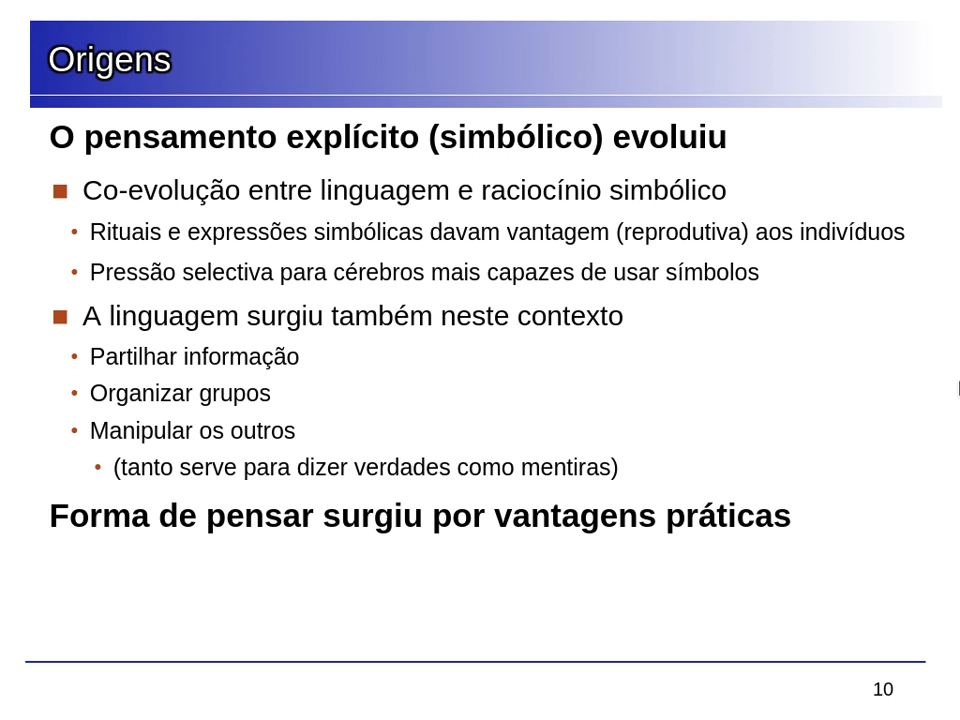 Origens
O pensamento explícito (simbólico) evoluiu
Co-evolução entre linguagem e raciocínio simbólico
Rituais e expressões simbólicas davam vantagem (reprodutiva) aos indivíduos
Pressão selectiva para cérebros mais capazes de usar símbolos
A linguagem surgiu também neste contexto
Partilhar informação
Organizar grupos
Manipular os outros
(tanto serve para dizer verdades como mentiras)
Forma de pensar surgiu por vantagens práticas
10